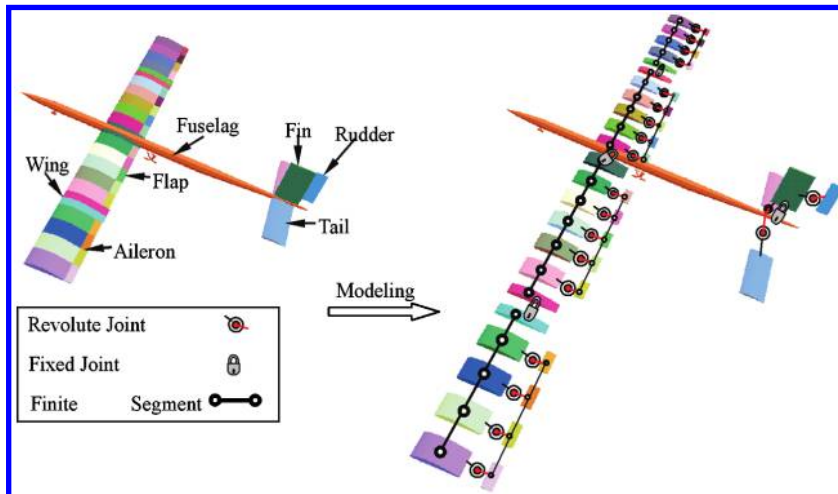 Fuselag
Fin
Rudder
Wing
Flap
Tail
Aileron
Modeling
Revolute Joint
Fixed Joint
Finite Segment